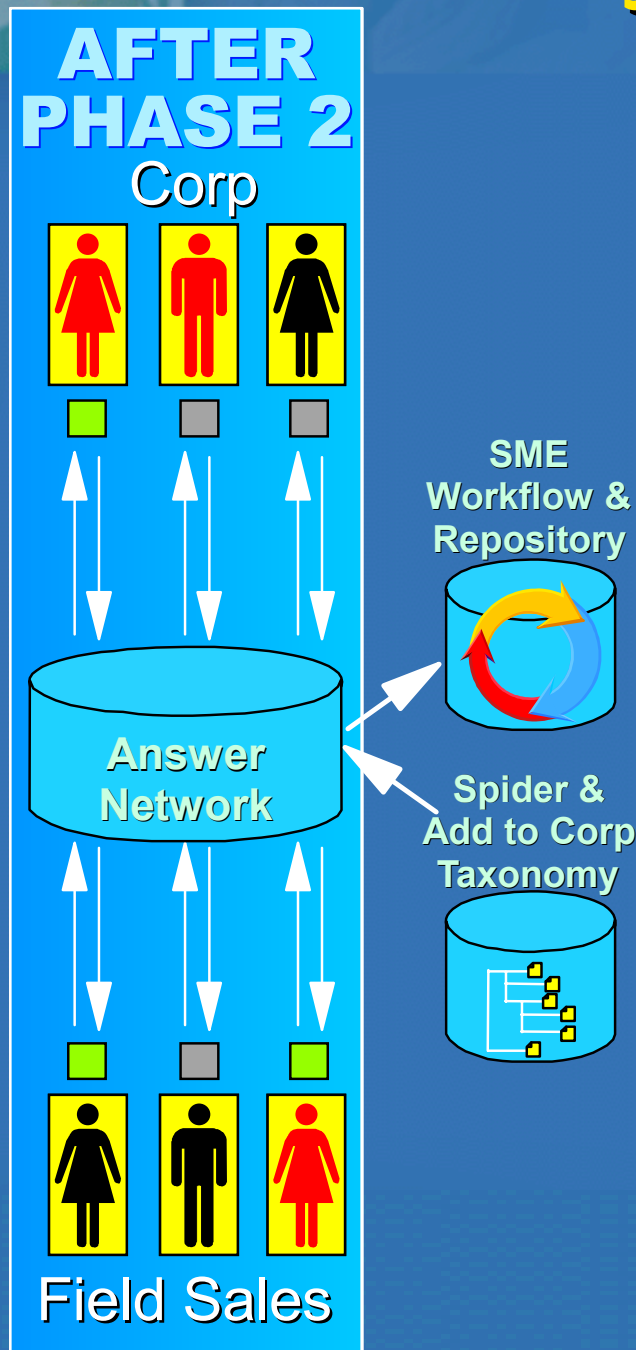 AFTER
PHASE 2
Corp
SME
Workflow &
Repository
Answer
Network
Spider &
Add to Corp
Taxonomy
Field Sales